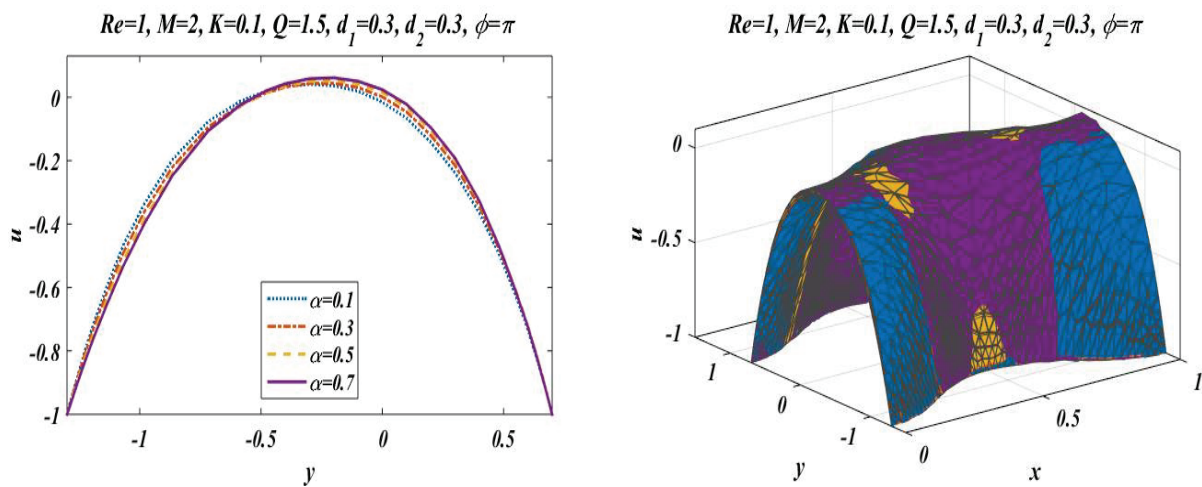 Re=1, M=2, K=0.1, Q=1.5, d₁=0.3, d₂=0.3, ϕ=π
0
-0.2
-0.4
-0.6
-0.8
-1
u
α=0.1
α=0.3
α=0.5
α=0.7
-1
-0.5
0
0.5
y
Re=1, M=2, K=0.1, Q=1.5, d₁=0.3, d₂=0.3, ϕ=π
0
-0.5
-1
u
1
0
-1
y
0
0.5
1
x